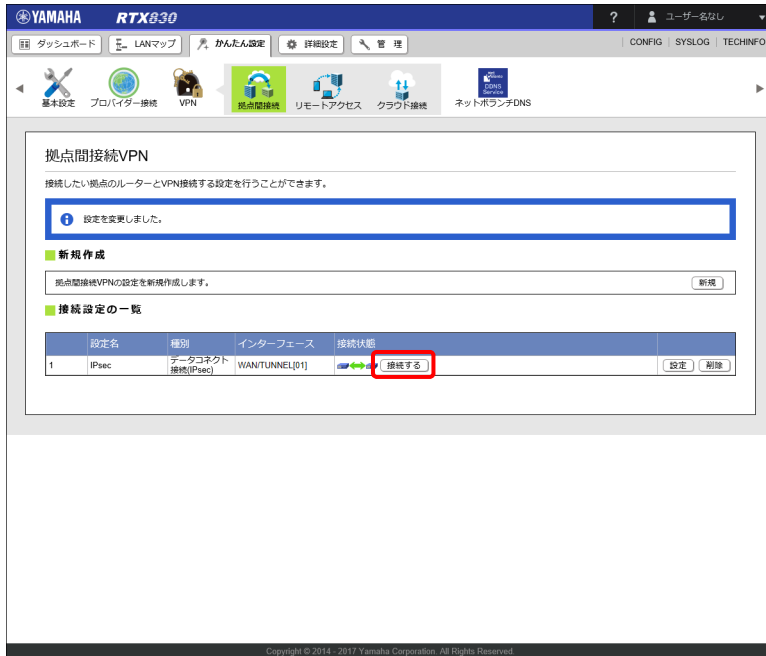 YAMAHA RTX830 ? ユーザー名なし
ダッシュボード LANマップ かんたん設定 詳細設定 管 理 CONFIG SYSLOG TECHINFO
DDNS
Service
基本設定 プロバイダー接続 VPN 拠点間接続 リモートアクセス クラウド接続 ネットボランチDNS
拠点間接続VPN
接続したい拠点のルーターとVPN接続する設定を行うことができます。
設定を変更しました。
新規作成
拠点間接続VPNの設定を新規作成します。 新規
接続設定の一覧
設定名 種別 インターフェース 接続状態
1 IPsec データコネクト接続(IPsec) WAN/TUNNEL[01] 接続する 設定 削除
Copyright © 2014 - 2017 Yamaha Corporation. All Rights Reserved.